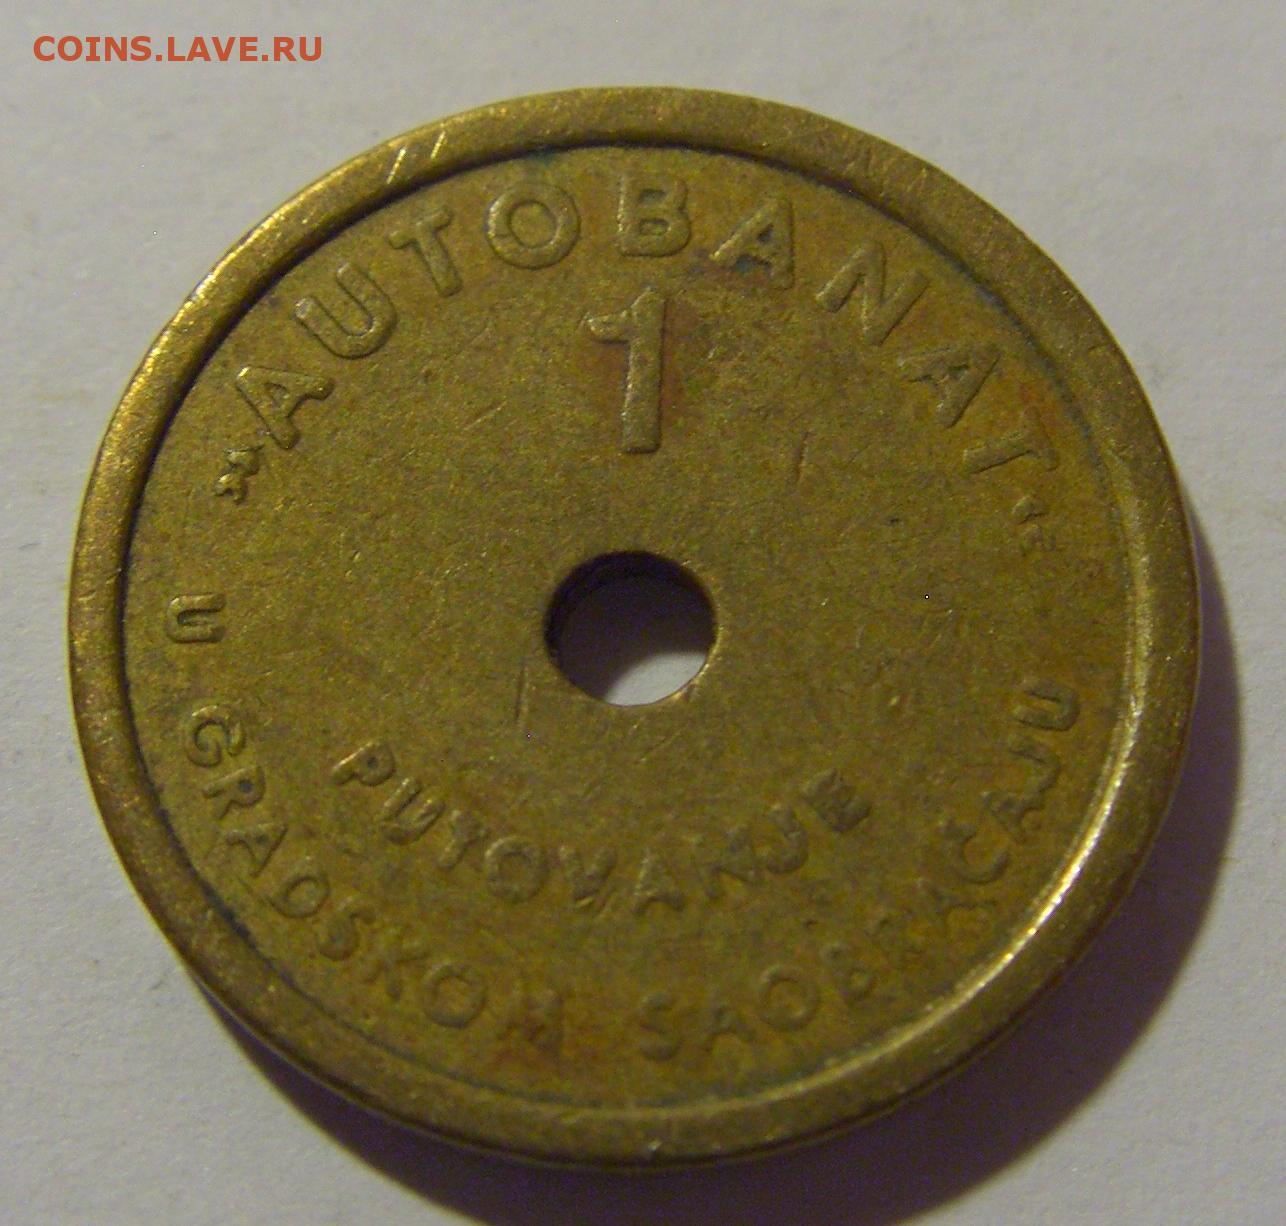 COINS.LAVE.RU
„AUTOBANAT“
1
PUTOVANJE
U GRADSKOM SAOBRAĆAJU